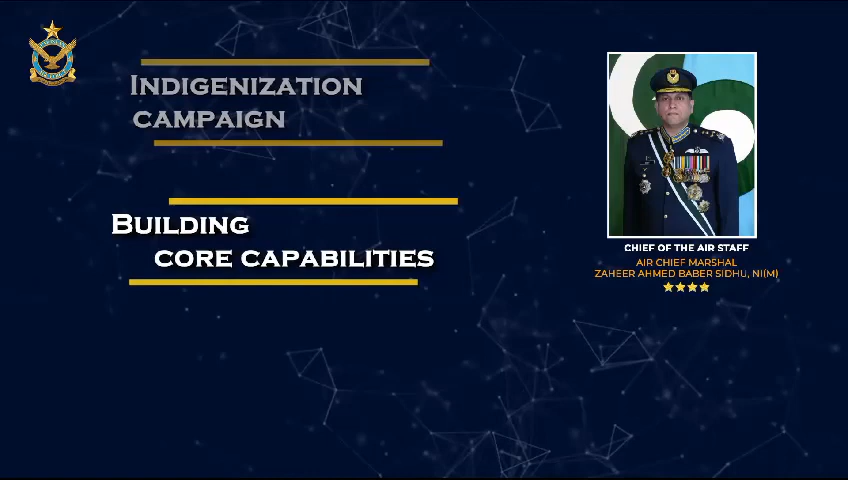 INDIGENIZATION
CAMPAIGN
BUILDING
CORE CAPABILITIES
CHIEF OF THE AIR STAFF
AIR CHIEF MARSHAL
ZAHEER AHMED BABER SIDHU, NI(M)